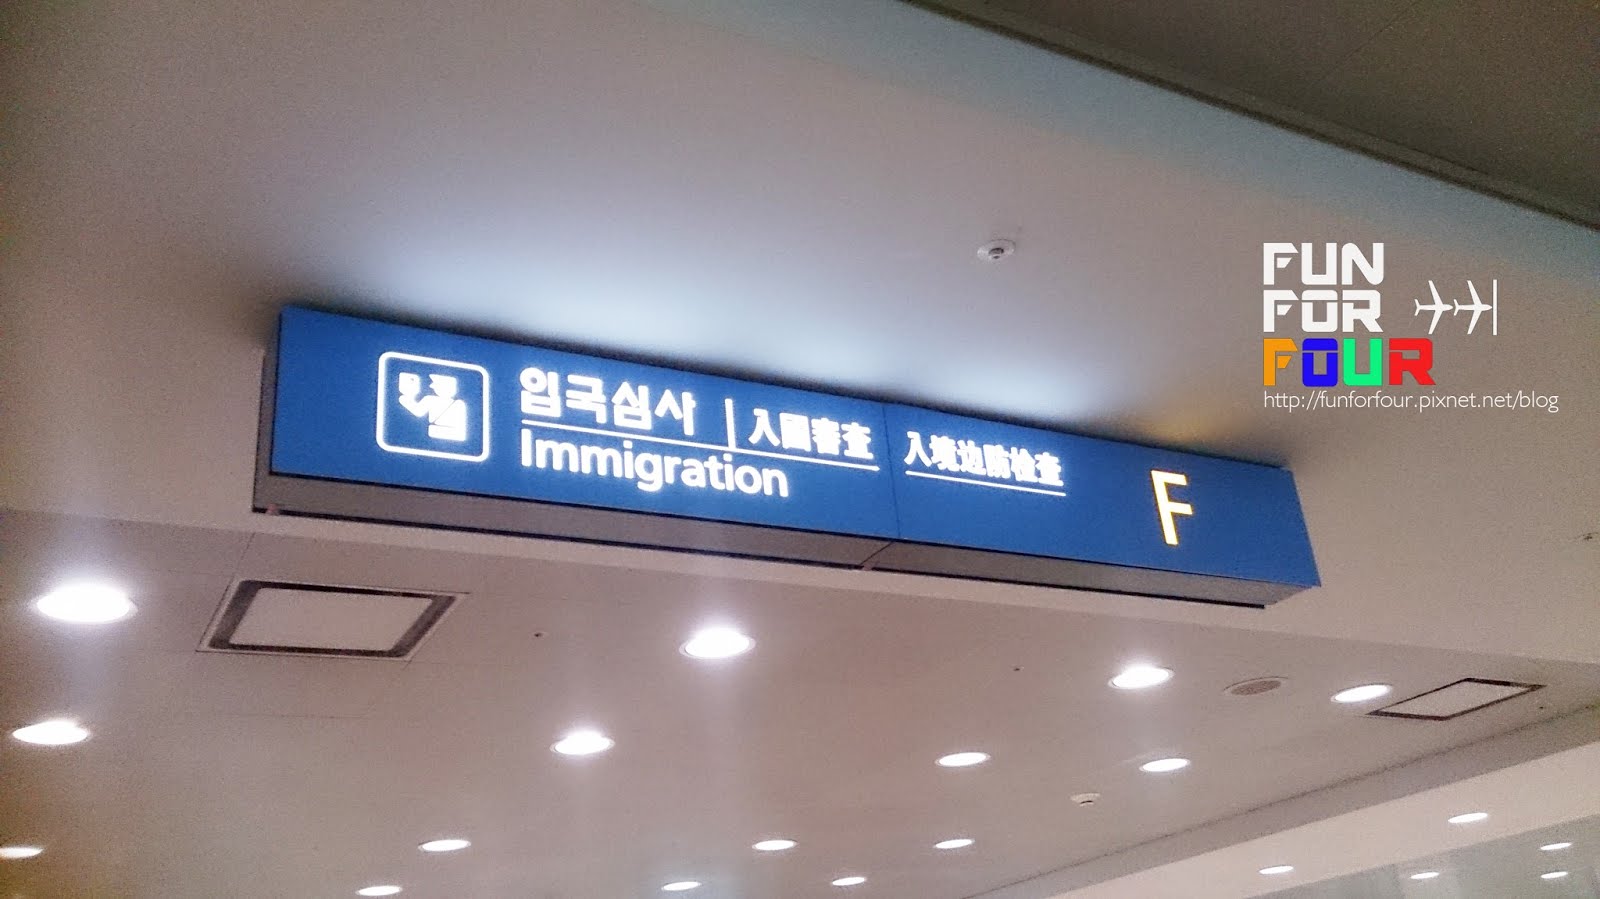 입국심사 | 入國審査 入境边防检查
Immigration
F
FUN
FOR
FOUR
http://funforfour.pixnet.net/blog